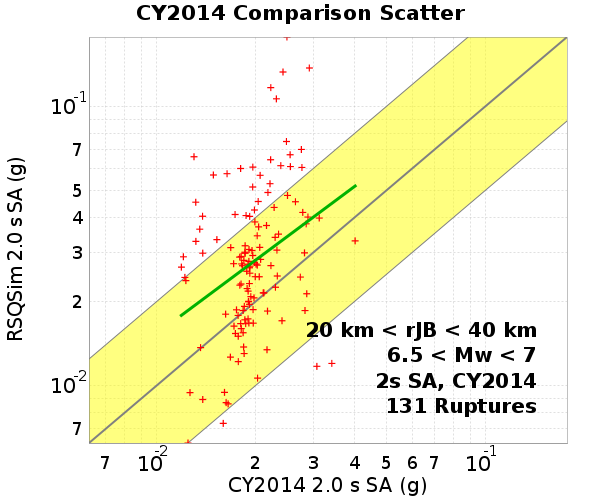 CY2014 Comparison Scatter
RSQSim 2.0 s SA (g)
10^-1
7
5
4
3
2
10^-2
7
20 km < rJB < 40 km
6.5 < Mw < 7
2s SA, CY2014
131 Ruptures
7 10^-2 2 3 4 5 6 7 10^-1
CY2014 2.0 s SA (g)